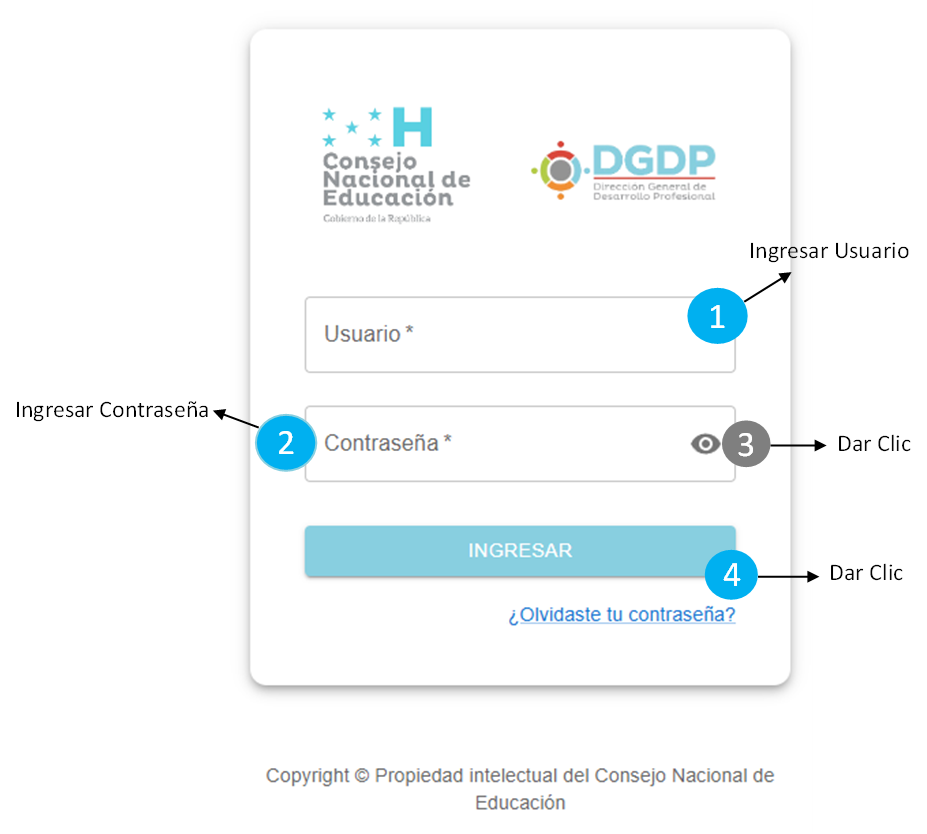 H
Consejo
Nacional de
Educación
Gobierno de la República
DGDP
Dirección General de
Desarrollo Profesional
Ingresar Usuario
1
Usuario *
Ingresar Contraseña
2
Contraseña *
3
Dar Clic
INGRESAR
4
Dar Clic
¿Olvidaste tu contraseña?
Copyright © Propiedad intelectual del Consejo Nacional de
Educación